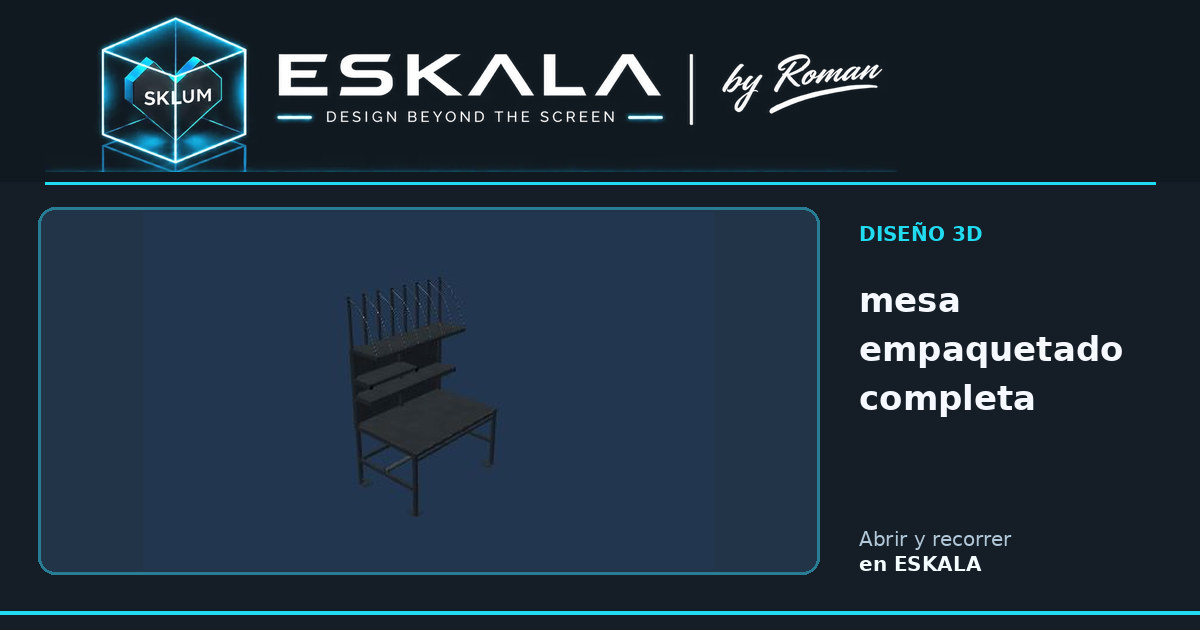 SKLUM
ESKALA
DESIGN BEYOND THE SCREEN
by Roman
DISEÑO 3D
mesa
empaquetado
completa
Abrir y recorrer
en ESKALA